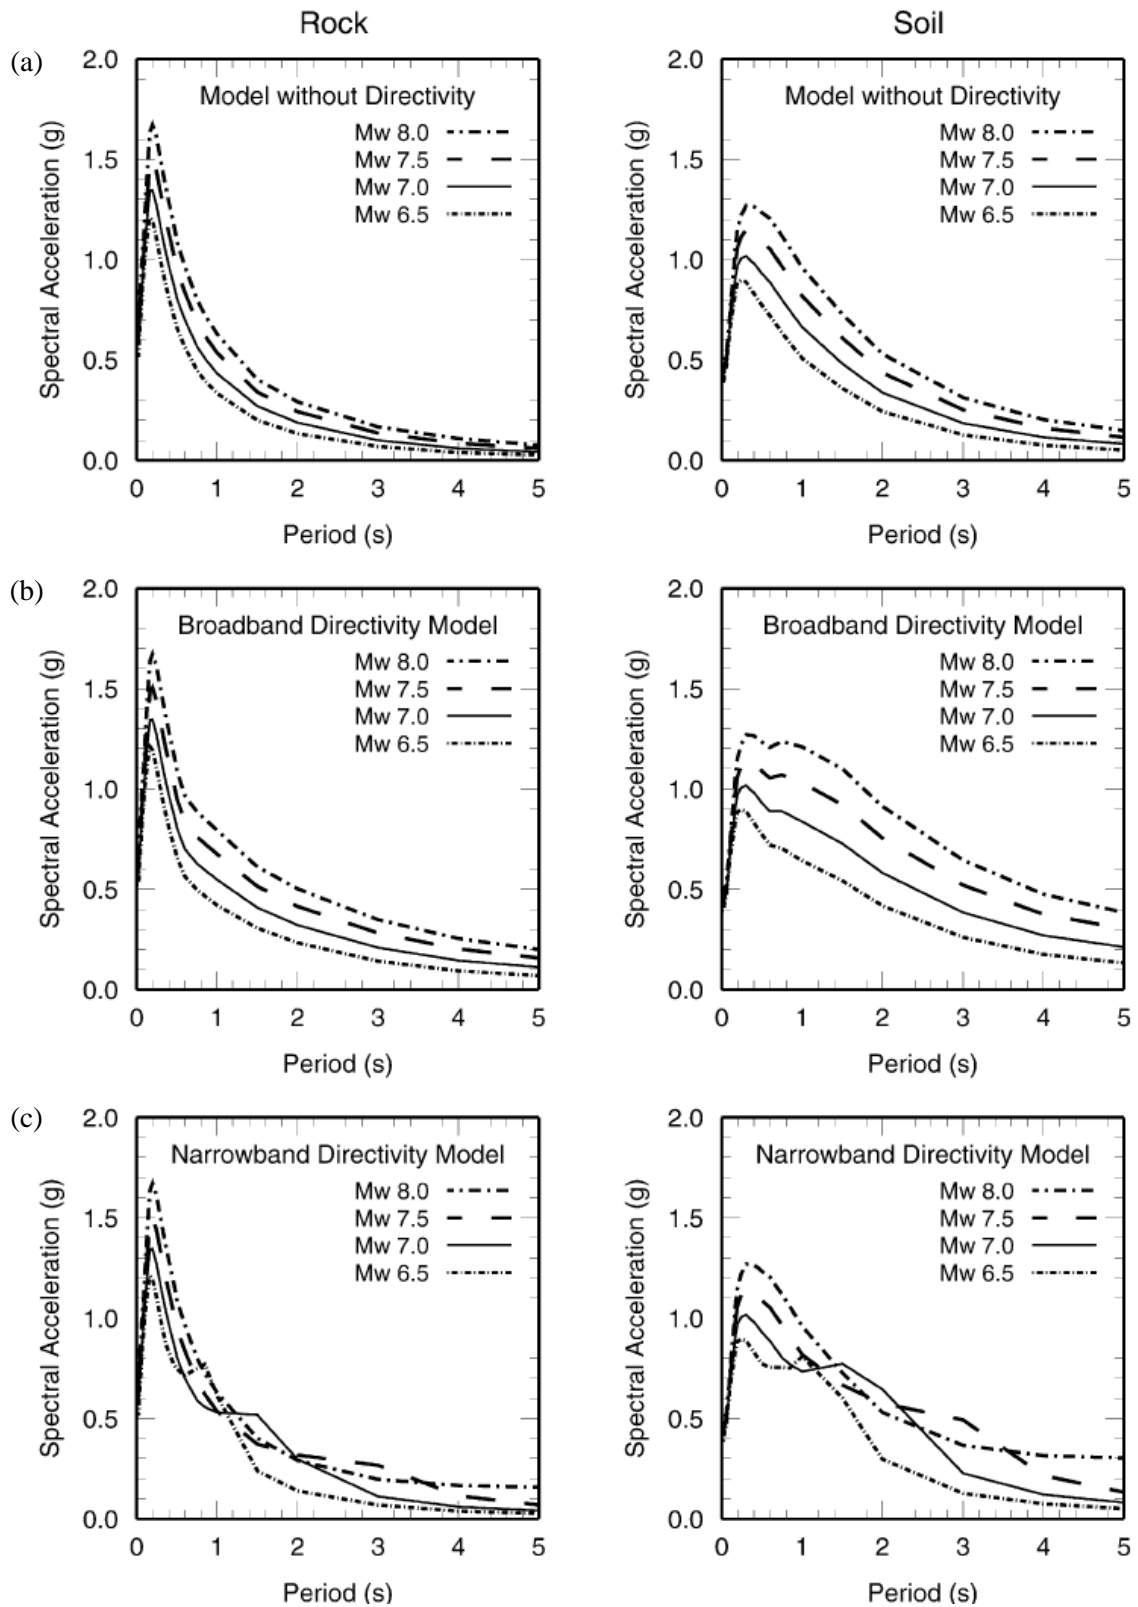 Rock
Soil
(a)
2.0
1.5
1.0
0.5
0.0
Spectral Acceleration (g)
Model without Directivity
Mw 8.0
Mw 7.5
Mw 7.0
Mw 6.5
0 1 2 3 4 5
Period (s)
2.0
1.5
1.0
0.5
0.0
Spectral Acceleration (g)
Model without Directivity
Mw 8.0
Mw 7.5
Mw 7.0
Mw 6.5
0 1 2 3 4 5
Period (s)
(b)
2.0
1.5
1.0
0.5
0.0
Spectral Acceleration (g)
Broadband Directivity Model
Mw 8.0
Mw 7.5
Mw 7.0
Mw 6.5
0 1 2 3 4 5
Period (s)
2.0
1.5
1.0
0.5
0.0
Spectral Acceleration (g)
Broadband Directivity Model
Mw 8.0
Mw 7.5
Mw 7.0
Mw 6.5
0 1 2 3 4 5
Period (s)
(c)
2.0
1.5
1.0
0.5
0.0
Spectral Acceleration (g)
Narrowband Directivity Model
Mw 8.0
Mw 7.5
Mw 7.0
Mw 6.5
0 1 2 3 4 5
Period (s)
2.0
1.5
1.0
0.5
0.0
Spectral Acceleration (g)
Narrowband Directivity Model
Mw 8.0
Mw 7.5
Mw 7.0
Mw 6.5
0 1 2 3 4 5
Period (s)